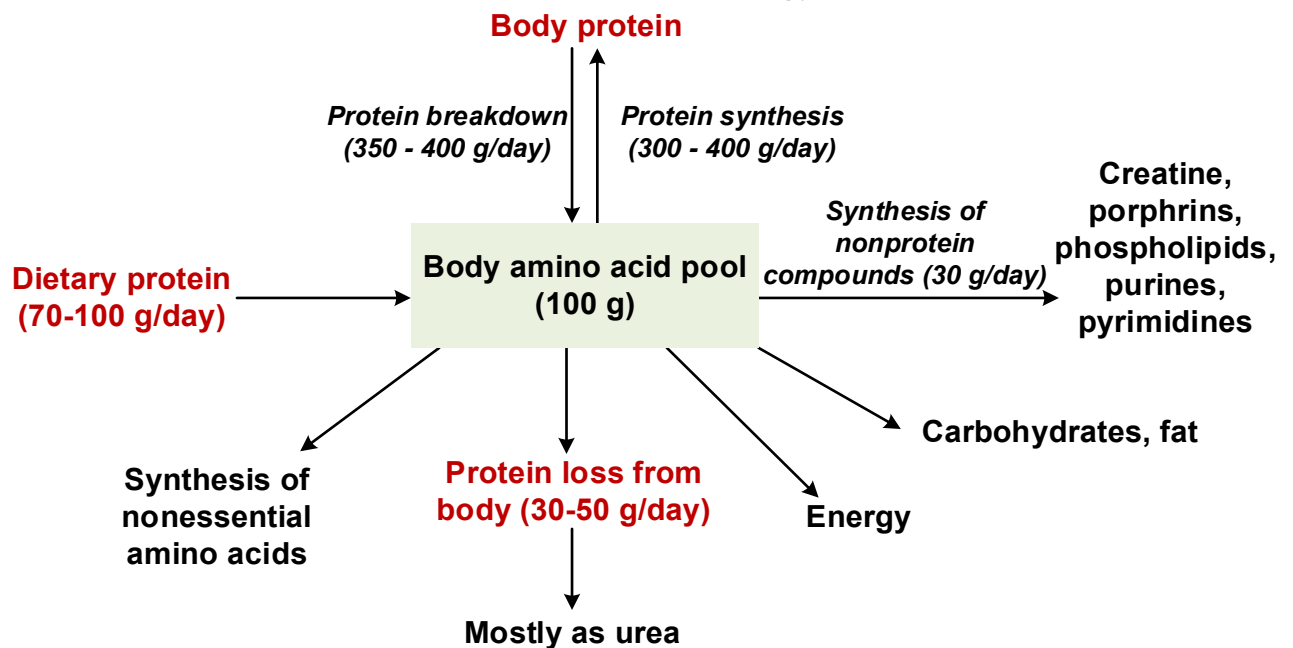 Body protein
Protein breakdown
(350 - 400 g/day)
Protein synthesis
(300 - 400 g/day)
Synthesis of
nonprotein
compounds (30 g/day)
Creatine,
porphrins,
phospholipids,
purines,
pyrimidines
Dietary protein
(70-100 g/day)
Body amino acid pool
(100 g)
Carbohydrates, fat
Energy
Protein loss from
body (30-50 g/day)
Synthesis of
nonessential
amino acids
Mostly as urea